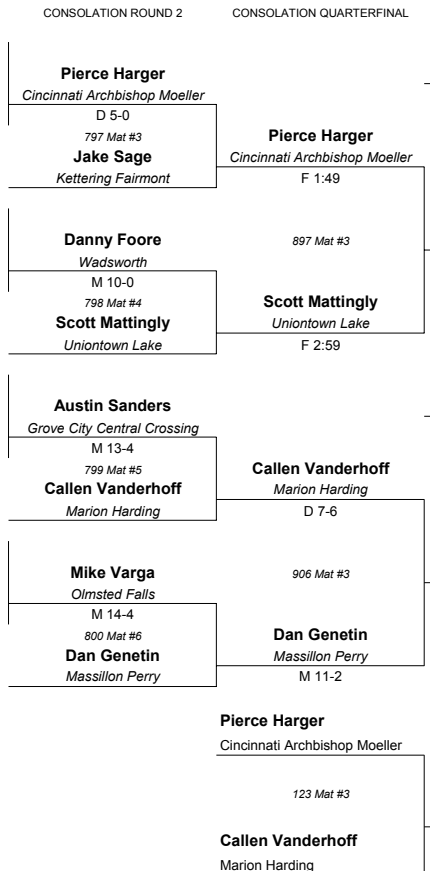 CONSOLATION ROUND 2
CONSOLATION QUARTERFINAL
Pierce Harger
Cincinnati Archbishop Moeller
D 5-0
797 Mat #3
Jake Sage
Kettering Fairmont
Pierce Harger
Cincinnati Archbishop Moeller
F 1:49
Danny Foore
Wadsworth
M 10-0
798 Mat #4
Scott Mattingly
Uniontown Lake
897 Mat #3
Scott Mattingly
Uniontown Lake
F 2:59
Austin Sanders
Grove City Central Crossing
M 13-4
799 Mat #5
Callen Vanderhoff
Marion Harding
Callen Vanderhoff
Marion Harding
D 7-6
Mike Varga
Olmsted Falls
M 14-4
800 Mat #6
Dan Genetin
Massillon Perry
906 Mat #3
Dan Genetin
Massillon Perry
M 11-2
Pierce Harger
Cincinnati Archbishop Moeller
123 Mat #3
Callen Vanderhoff
Marion Harding